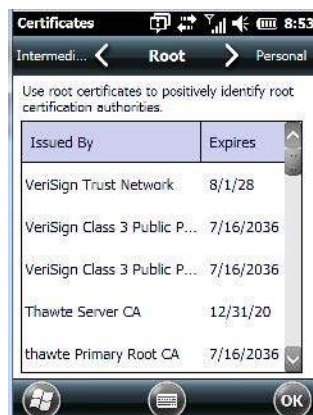 Certificates 8:53
Intermedi... Root Personal
Use root certificates to positively identify root
certification authorities.
Issued By Expires
VeriSign Trust Network 8/1/28
VeriSign Class 3 Public P... 7/16/2036
VeriSign Class 3 Public P... 7/16/2036
Thawte Server CA 12/31/20
thawte Primary Root CA 7/16/2036
OK